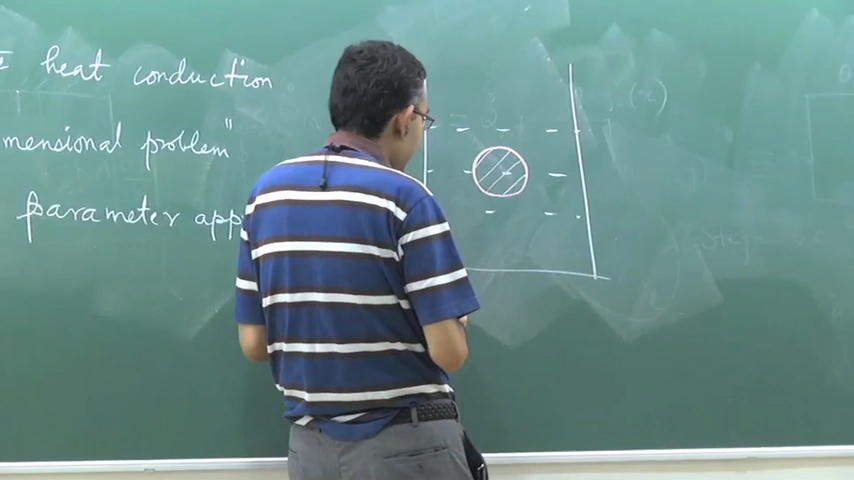 heat conduction
mensional problem"
parameter app